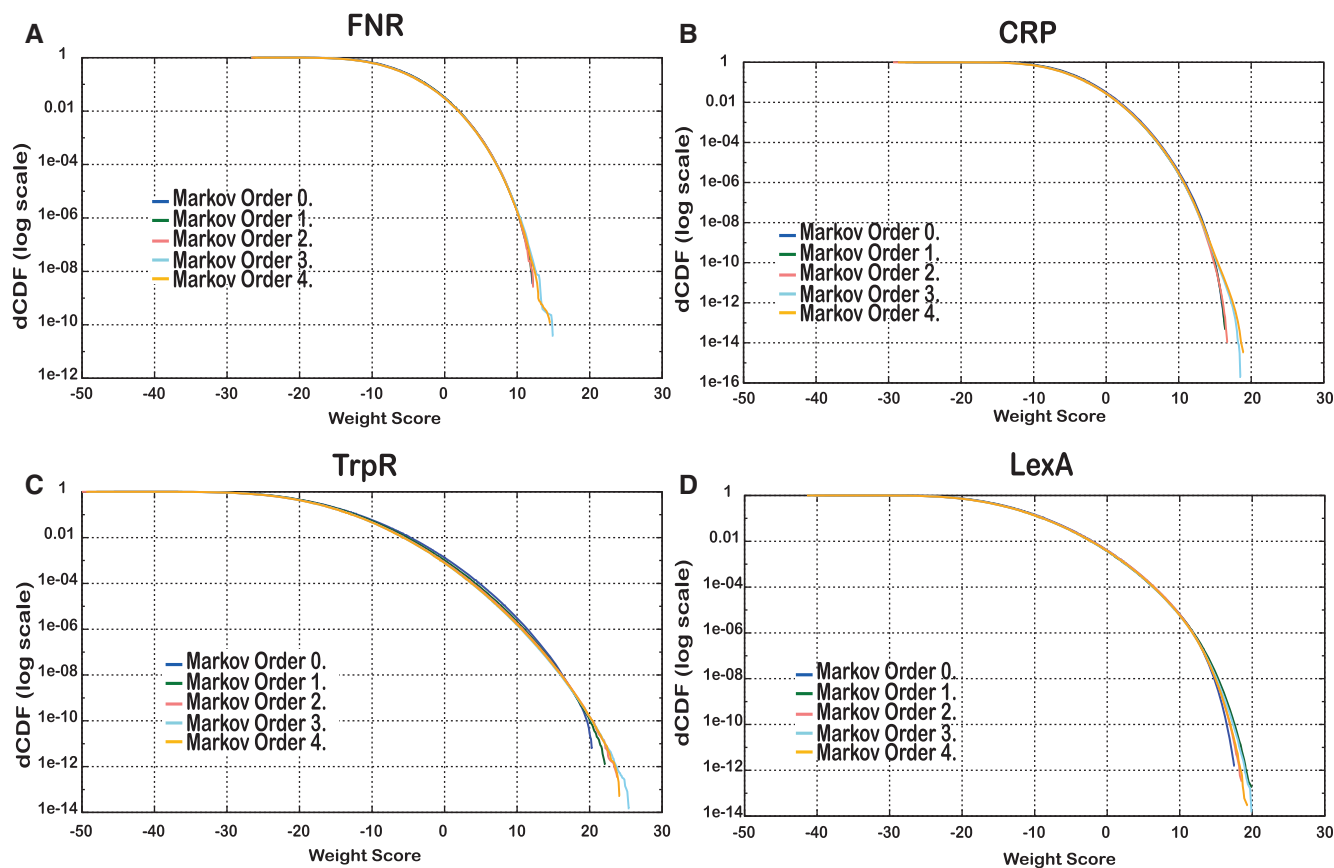 A
FNR
dCDF (log scale)
1
0.01
1e-04
1e-06
1e-08
1e-10
1e-12
Markov Order 0.
Markov Order 1.
Markov Order 2.
Markov Order 3.
Markov Order 4.
-50 -40 -30 -20 -10 0 10 20 30
Weight Score
B
CRP
dCDF (log scale)
1
0.01
1e-04
1e-06
1e-08
1e-10
1e-12
1e-14
1e-16
Markov Order 0.
Markov Order 1.
Markov Order 2.
Markov Order 3.
Markov Order 4.
-50 -40 -30 -20 -10 0 10 20 30
Weight Score
C
TrpR
dCDF (log scale)
1
0.01
1e-04
1e-06
1e-08
1e-10
1e-12
1e-14
Markov Order 0.
Markov Order 1.
Markov Order 2.
Markov Order 3.
Markov Order 4.
-50 -40 -30 -20 -10 0 10 20 30
Weight Score
D
LexA
dCDF (log scale)
1
0.01
1e-04
1e-06
1e-08
1e-10
1e-12
1e-14
Markov Order 0.
Markov Order 1.
Markov Order 2.
Markov Order 3.
Markov Order 4.
-50 -40 -30 -20 -10 0 10 20 30
Weight Score